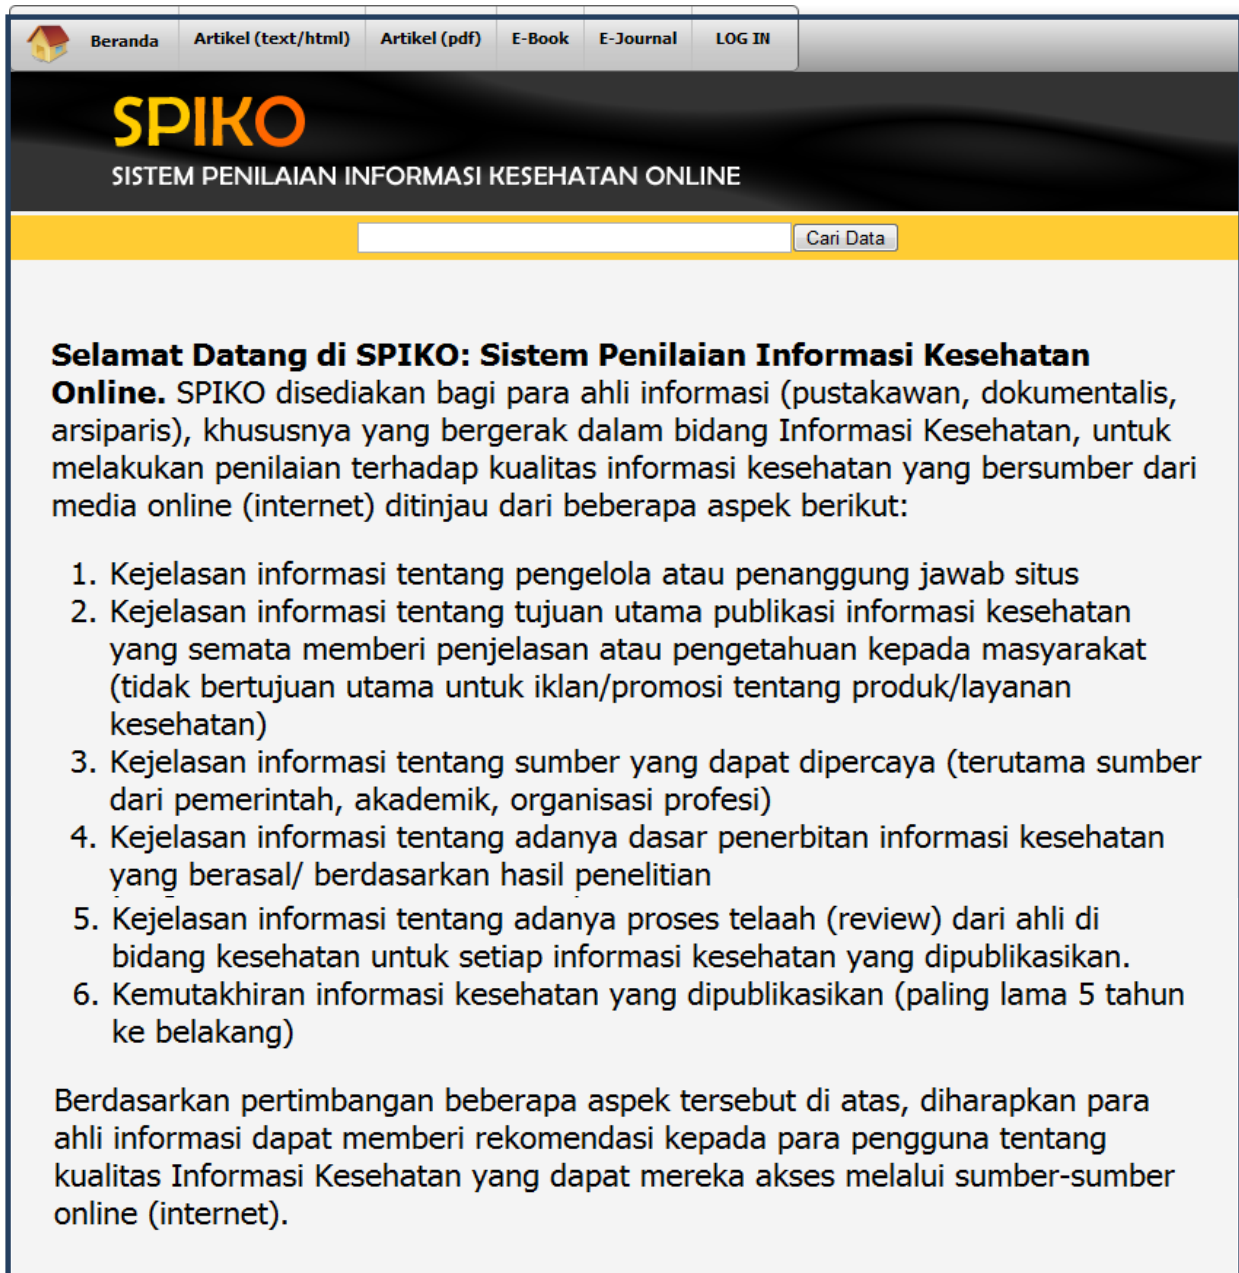 Beranda Artikel (text/html) Artikel (pdf) E-Book E-Journal LOG IN
SPIKO
SISTEM PENILAIAN INFORMASI KESEHATAN ONLINE
Cari Data
Selamat Datang di SPIKO: Sistem Penilaian Informasi Kesehatan
Online. SPIKO disediakan bagi para ahli informasi (pustakawan, dokumentalis,
arsiparis), khususnya yang bergerak dalam bidang Informasi Kesehatan, untuk
melakukan penilaian terhadap kualitas informasi kesehatan yang bersumber dari
media online (internet) ditinjau dari beberapa aspek berikut:
1. Kejelasan informasi tentang pengelola atau penanggung jawab situs
2. Kejelasan informasi tentang tujuan utama publikasi informasi kesehatan
yang semata memberi penjelasan atau pengetahuan kepada masyarakat
(tidak bertujuan utama untuk iklan/promosi tentang produk/layanan
kesehatan)
3. Kejelasan informasi tentang sumber yang dapat dipercaya (terutama sumber
dari pemerintah, akademik, organisasi profesi)
4. Kejelasan informasi tentang adanya dasar penerbitan informasi kesehatan
yang berasal/ berdasarkan hasil penelitian
5. Kejelasan informasi tentang adanya proses telaah (review) dari ahli di
bidang kesehatan untuk setiap informasi kesehatan yang dipublikasikan.
6. Kemutakhiran informasi kesehatan yang dipublikasikan (paling lama 5 tahun
ke belakang)
Berdasarkan pertimbangan beberapa aspek tersebut di atas, diharapkan para
ahli informasi dapat memberi rekomendasi kepada para pengguna tentang
kualitas Informasi Kesehatan yang dapat mereka akses melalui sumber-sumber
online (internet).